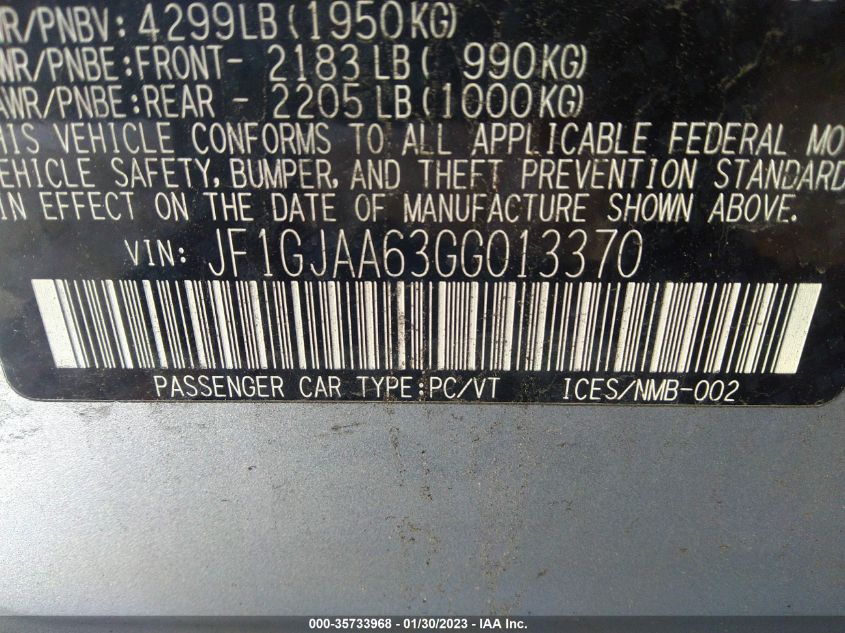 WR/PNBV: 4299LB (1950KG)
WR/PNBE:FRONT- 2183 LB ( 990KG)
AWR/PNBE:REAR - 2205 LB (1000KG)
HIS VEHICLE CONFORMS TO ALL APPLICABLE FEDERAL MO
EHICLE SAFETY, BUMPER, AND THEFT PREVENTION STANDARD
IN EFFECT ON THE DATE OF MANUFACTURE SHOWN ABOVE.
VIN: JF1GJAA63GG013370
PASSENGER CAR TYPE:PC/VT ICES/NMB-002
000-35733968 - 01/30/2023 - IAA Inc.